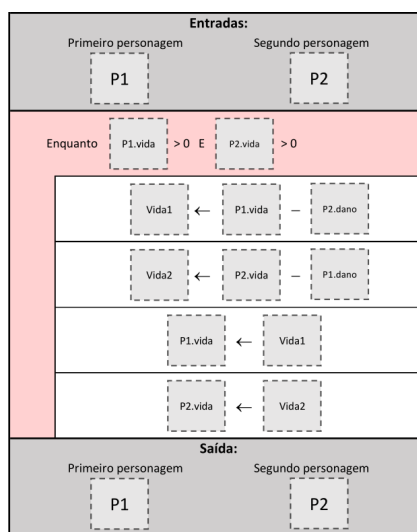 Entradas:
Primeiro personagem Segundo personagem
P1 P2
Enquanto P1.vida > 0 E P2.vida > 0
Vida1 ← P1.vida – P2.dano
Vida2 ← P2.vida – P1.dano
P1.vida ← Vida1
P2.vida ← Vida2
Saída:
Primeiro personagem Segundo personagem
P1 P2